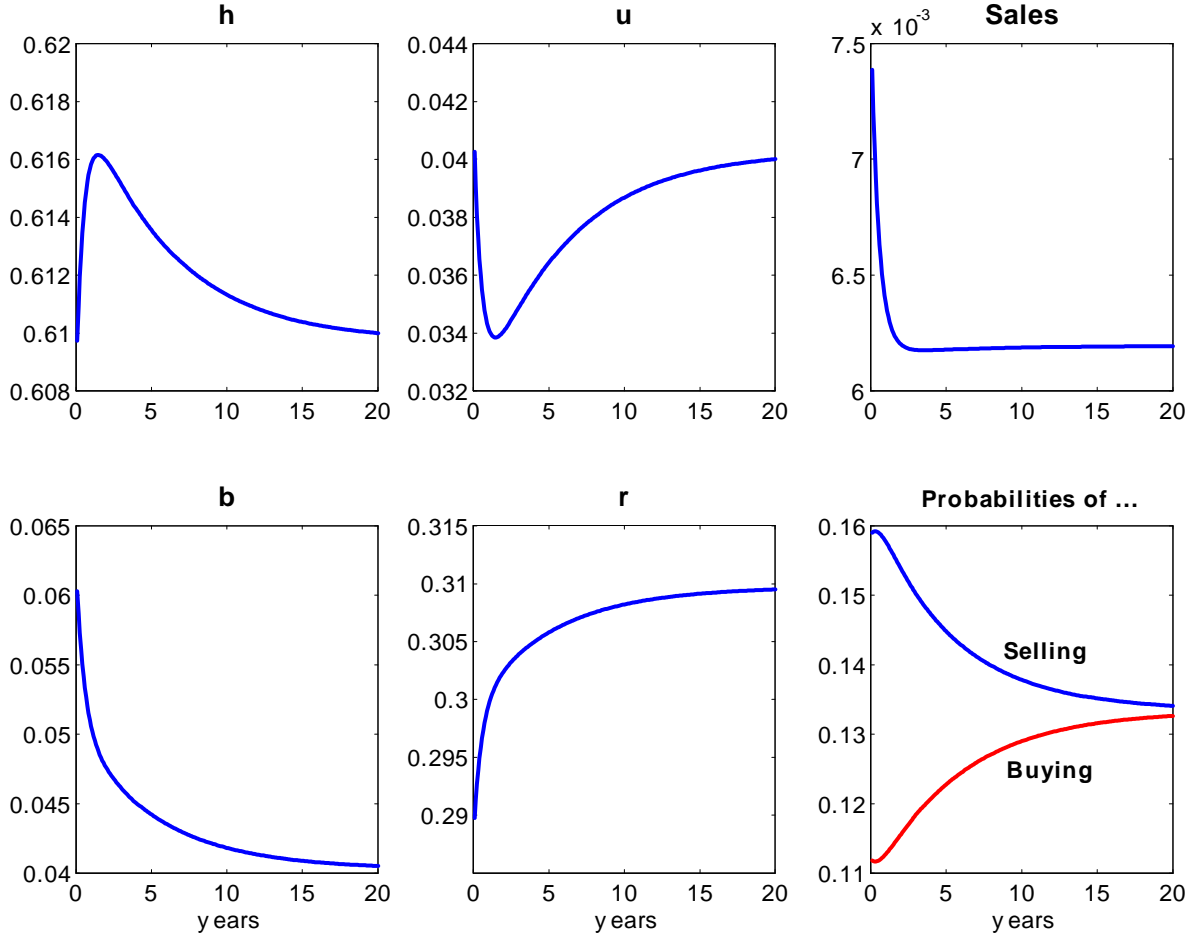 h
0.62
0.618
0.616
0.614
0.612
0.61
0.608
0 5 10 15 20
u
0.044
0.042
0.04
0.038
0.036
0.034
0.032
0 5 10 15 20
Sales
x 10^-3
7.5
7
6.5
6
0 5 10 15 20
b
0.065
0.06
0.055
0.05
0.045
0.04
0 5 10 15 20
y ears
r
0.315
0.31
0.305
0.3
0.295
0.29
0 5 10 15 20
y ears
Probabilities of ...
0.16
0.15
0.14
0.13
0.12
0.11
Selling
Buying
0 5 10 15 20
y ears